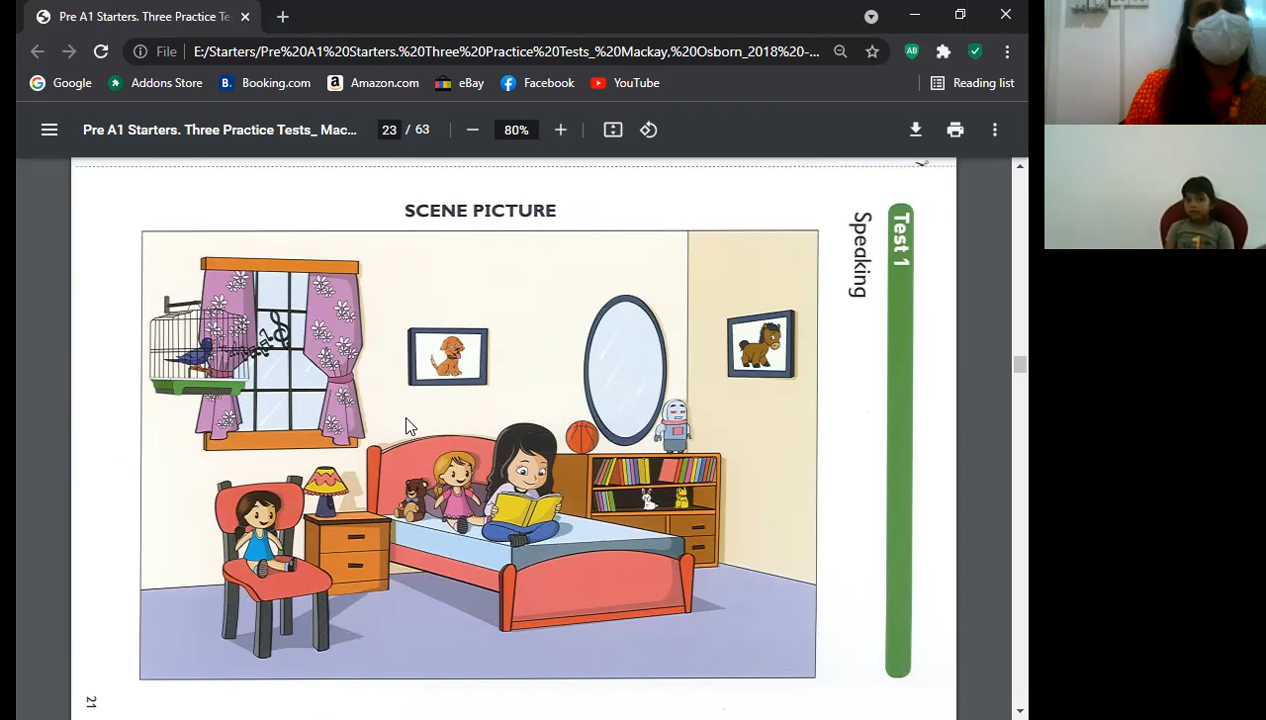 Pre A1 Starters. Three Practice Te
File
E:/Starters/Pre%20A1%20Starters.%20Three%20Practice%20Tests_%20Mackay,%20Osborn_2018%20-...
AB
Google
Addons Store
B.
Booking.com
a
Amazon.com
eBay
Facebook
YouTube
Reading list
Pre A1 Starters. Three Practice Tests_ Mac...
23 / 63
80%
SCENE PICTURE
Test 1
Speaking
21
1